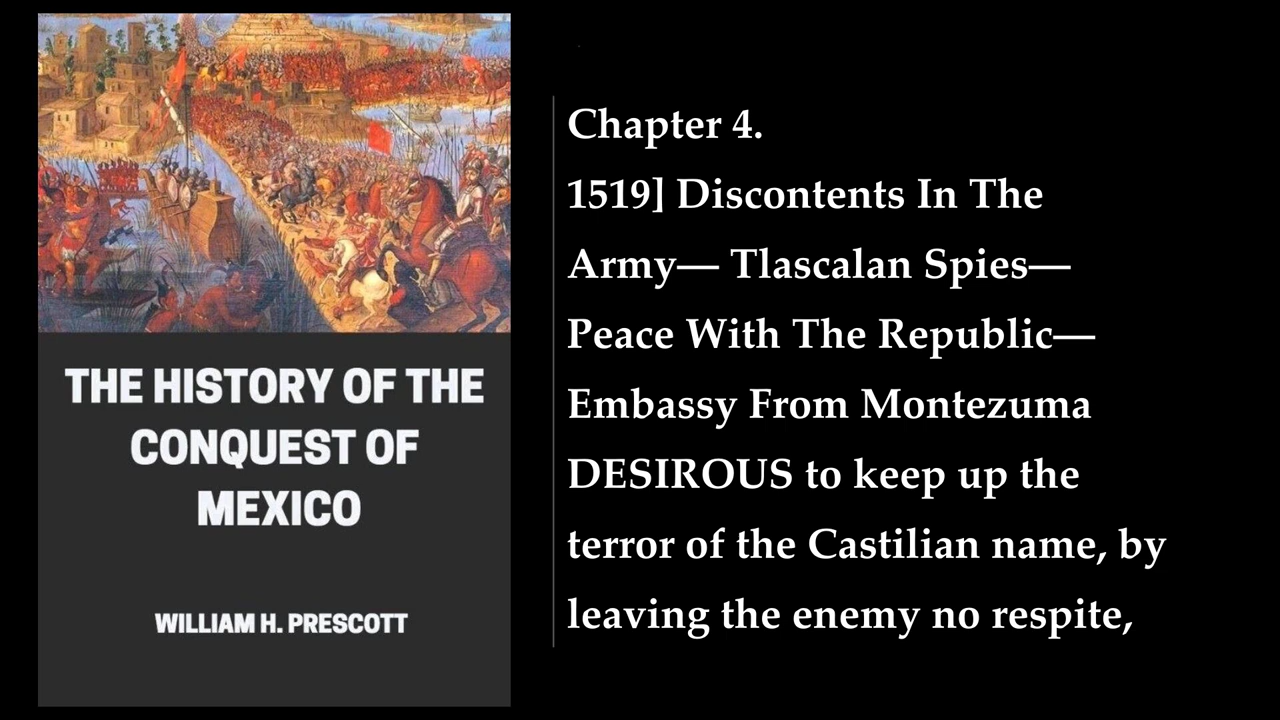 THE HISTORY OF THE
CONQUEST OF
MEXICO
WILLIAM H. PRESCOTT
Chapter 4.
1519] Discontents In The
Army— Tlascalan Spies—
Peace With The Republic—
Embassy From Montezuma
DESIROUS to keep up the
terror of the Castilian name, by
leaving the enemy no respite,